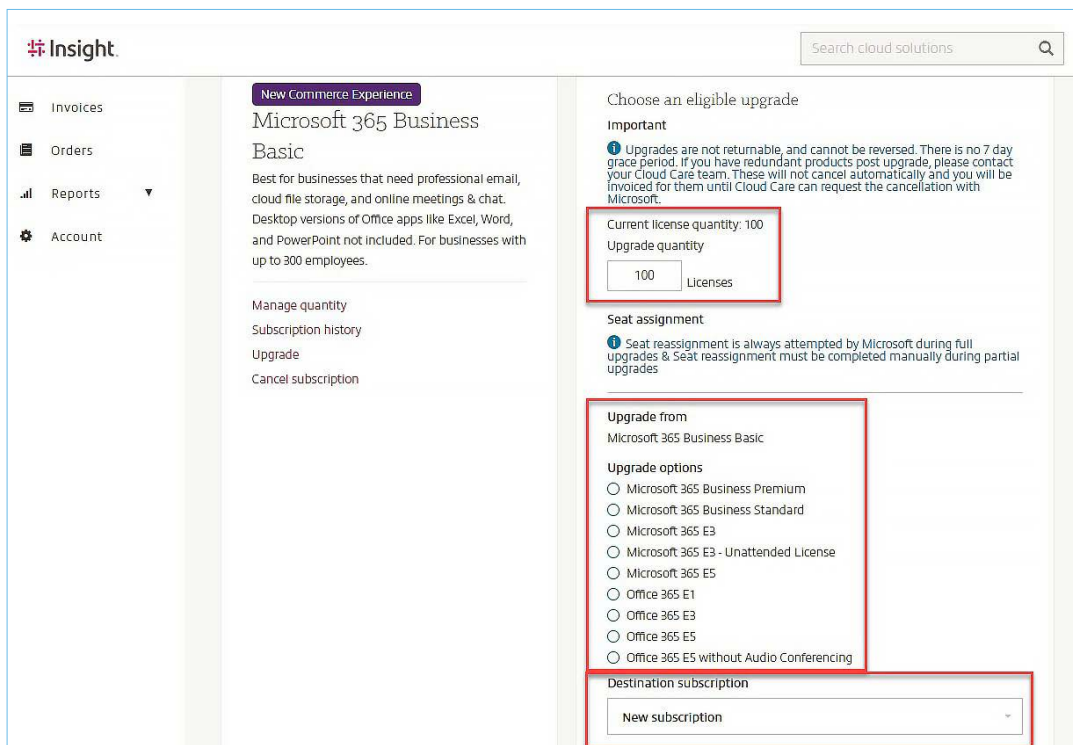 Insight.
Search cloud solutions
Invoices
Orders
Reports
Account
New Commerce Experience
Microsoft 365 Business
Basic
Best for businesses that need professional email,
cloud file storage, and online meetings & chat.
Desktop versions of Office apps like Excel, Word,
and PowerPoint not included. For businesses with
up to 300 employees.
Manage quantity
Subscription history
Upgrade
Cancel subscription
Choose an eligible upgrade
Important
Upgrades are not returnable, and cannot be reversed. There is no 7 day
grace period. If you have redundant products post upgrade, please contact
your Cloud Care team. These will not cancel automatically and you will be
invoiced for them until Cloud Care can request the cancellation with
Microsoft.
Current license quantity: 100
Upgrade quantity
100 Licenses
Seat assignment
Seat reassignment is always attempted by Microsoft during full
upgrades & Seat reassignment must be completed manually during partial
upgrades
Upgrade from
Microsoft 365 Business Basic
Upgrade options
Microsoft 365 Business Premium
Microsoft 365 Business Standard
Microsoft 365 E3
Microsoft 365 E3 - Unattended License
Microsoft 365 E5
Office 365 E1
Office 365 E3
Office 365 E5
Office 365 E5 without Audio Conferencing
Destination subscription
New subscription